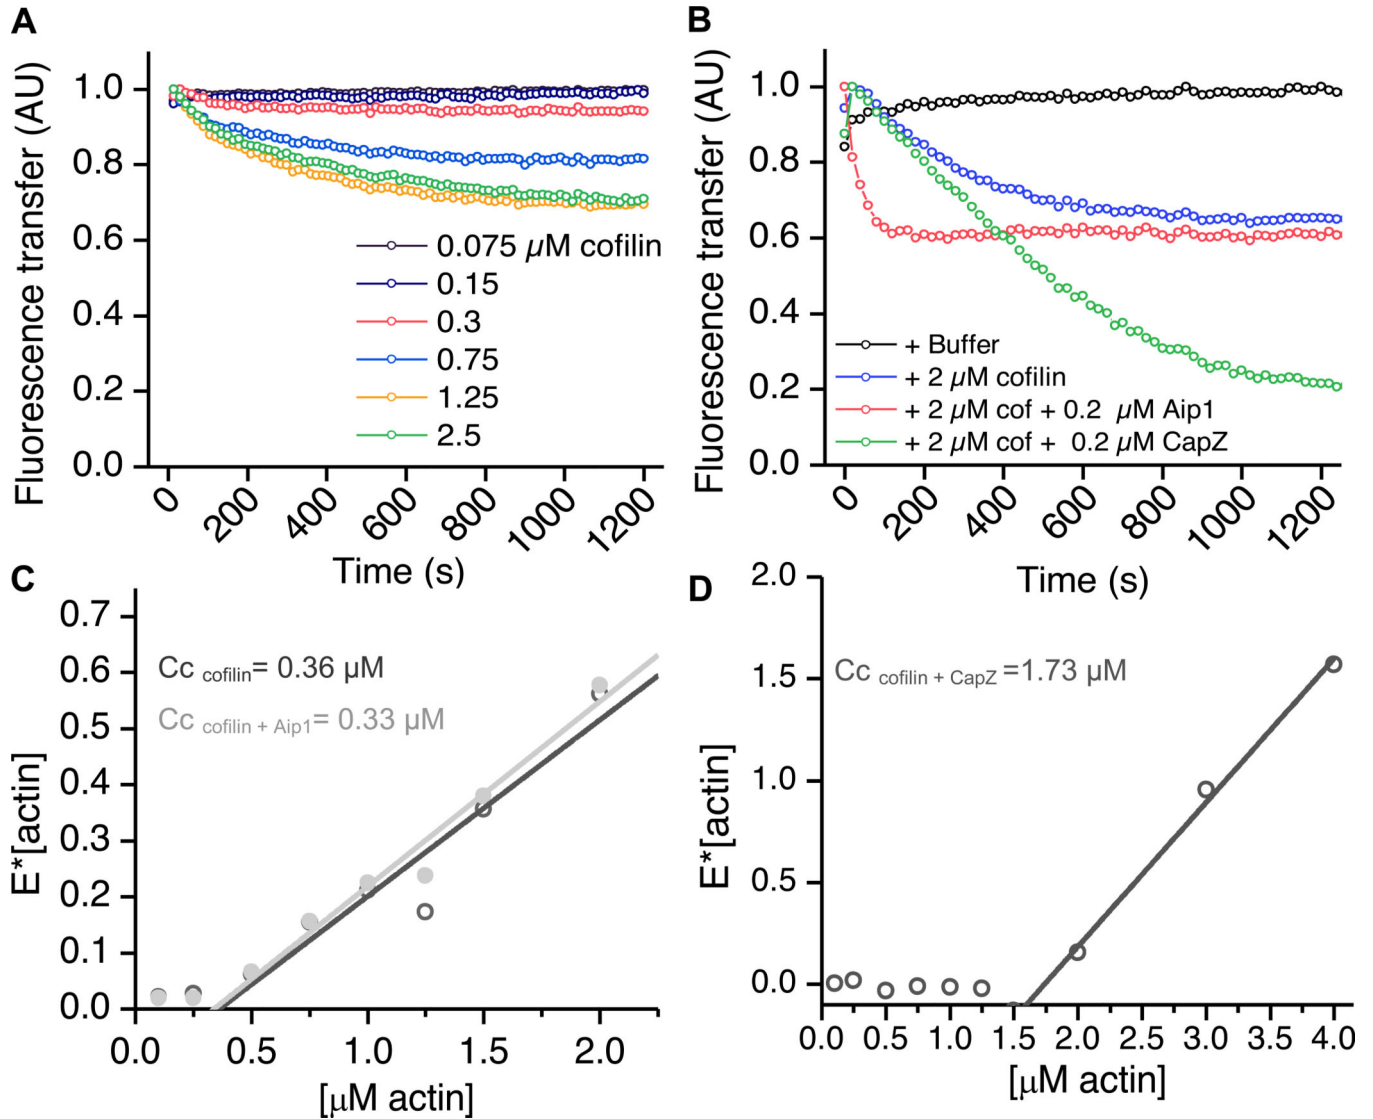 A
Fluorescence transfer (AU)
1.0
0.8
0.6
0.4
0.2
0.0
0.075 µM cofilin
0.15
0.3
0.75
1.25
2.5
0 200 400 600 800 1000 1200
Time (s)
B
Fluorescence transfer (AU)
1.0
0.8
0.6
0.4
0.2
0.0
+ Buffer
+ 2 µM cofilin
+ 2 µM cof + 0.2 µM Aip1
+ 2 µM cof + 0.2 µM CapZ
0 200 400 600 800 1000 1200
Time (s)
C
E*[actin]
0.7
0.6
0.5
0.4
0.3
0.2
0.1
0.0
Cc cofilin= 0.36 µM
Cc cofilin + Aip1= 0.33 µM
0.0 0.5 1.0 1.5 2.0
[µM actin]
D
E*[actin]
2.0
1.5
1.0
0.5
0.0
Cc cofilin + CapZ =1.73 µM
0.0 0.5 1.0 1.5 2.0 2.5 3.0 3.5 4.0
[µM actin]